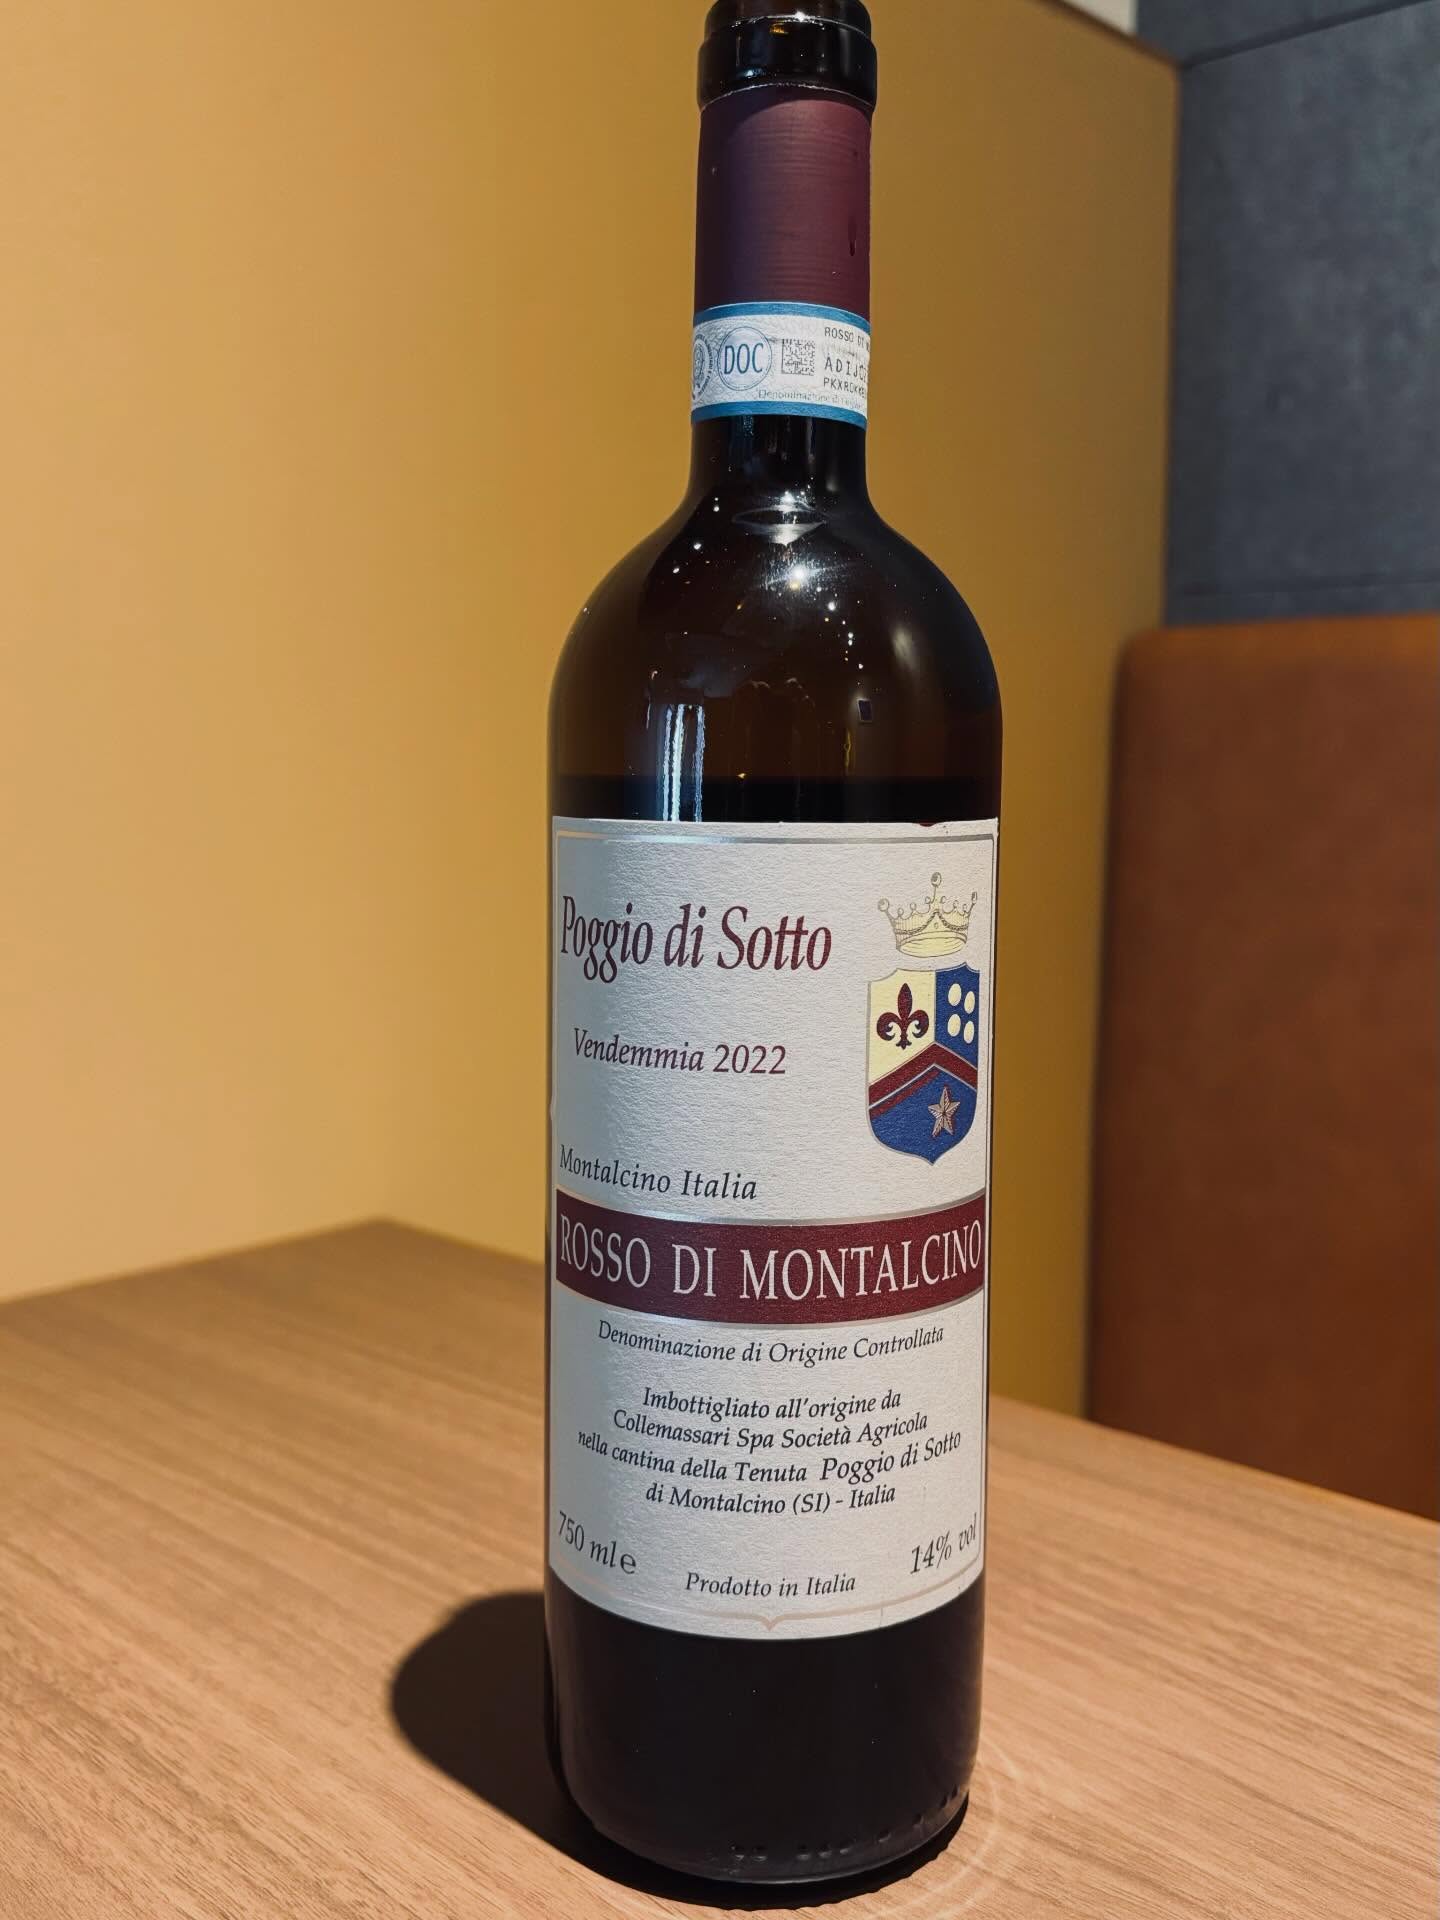 DOC
ROSSO DI
Poggio di Sotto
Vendemmia 2022
Montalcino Italia
ROSSO DI MONTALCINO
Denominazione di Origine Controllata
Imbottigliato all'origine da
Collemassari Spa Società Agricola
nella cantina della Tenuta Poggio di Sotto
di Montalcino (SI) - Italia
750 ml e
14% vol
Prodotto in Italia